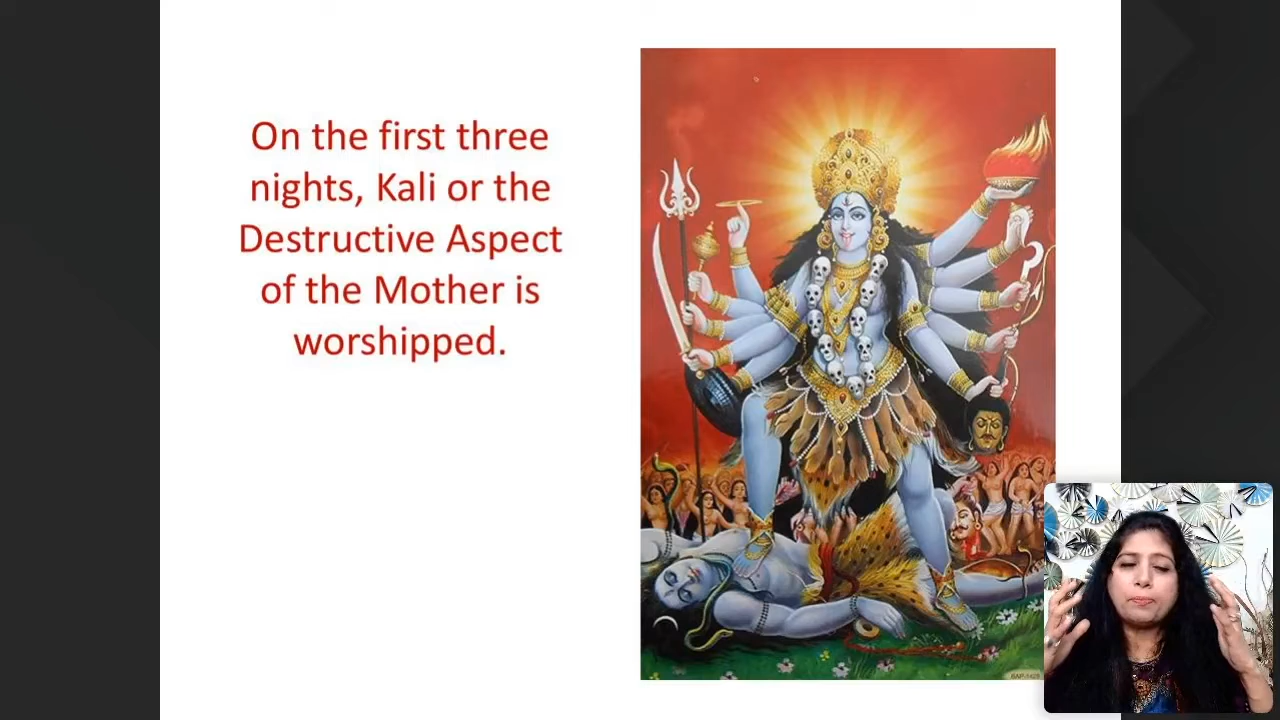 On the first three
nights, Kali or the
Destructive Aspect
of the Mother is
worshipped.